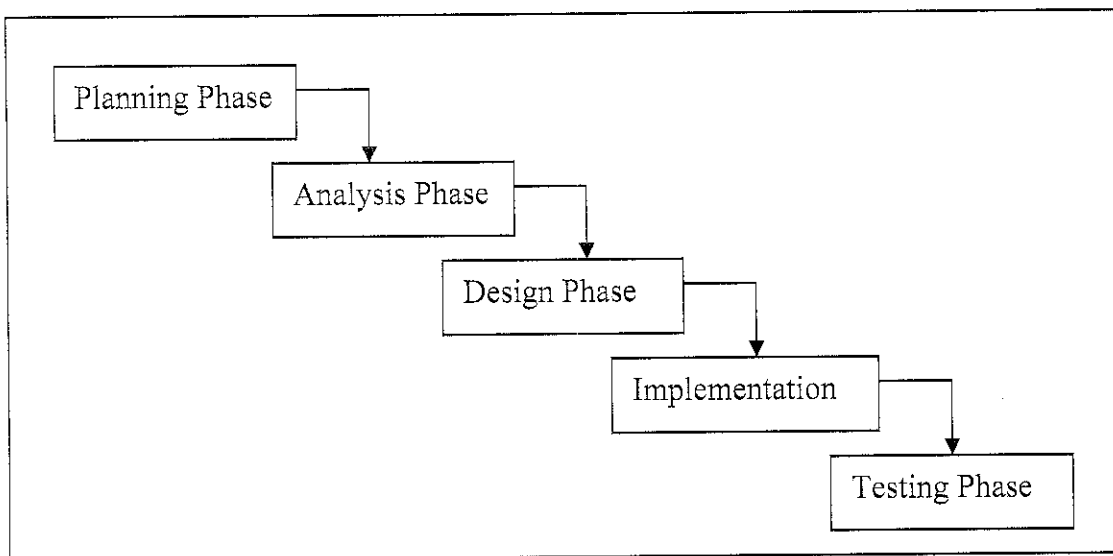 Planning Phase
Analysis Phase
Design Phase
Implementation
Testing Phase